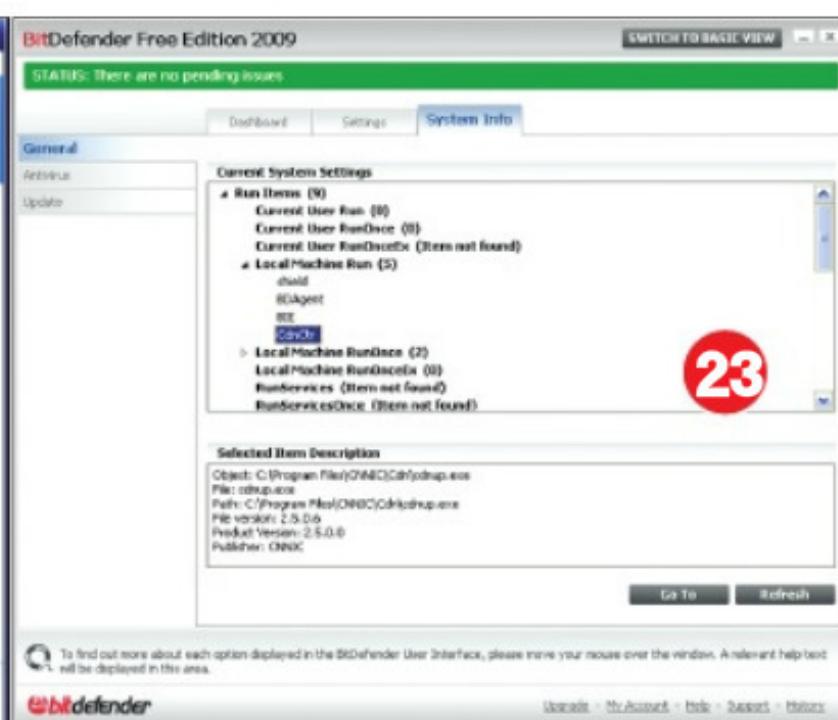 BitDefender Free Edition 2009
SWITCH TO BASIC VIEW
STATUS: There are no pending issues
Dashboard
Settings
System Info
General
Antivirus
Update
Current System Settings
Run Items (9)
Current User Run (0)
Current User RunOnce (0)
Current User RunOnceEx (Item not found)
Local Machine Run (5)
shield
BDAgent
CdnCtr
Local Machine RunOnce (2)
Local Machine RunOnceEx (0)
RunServices (Item not found)
RunServicesOnce (Item not found)
23
Selected Item Description
Object: C:\Program Files\CNNIC\Cdn\cdnup.exe
File: cdnup.exe
Path: C:\Program Files\CNNIC\Cdn\cdnup.exe
File version: 2.5.0.6
Product Version: 2.5.0.0
Publisher: CNNIC
Go To
Refresh
To find out more about each option displayed in the BitDefender User Interface, please move your mouse over the window. A relevant help text
will be displayed in this area.
bitdefender
Upgrade - My Account - Help - Support - History